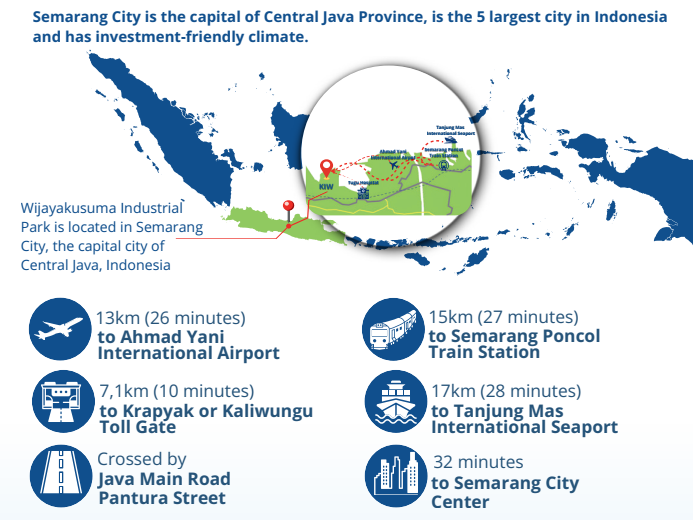 Semarang City is the capital of Central Java Province, is the 5 largest city in Indonesia
and has investment-friendly climate.
Tanjung Mas
International Seaport
Ahmad Yani
International Airport
Semarang Poncol
Train Station
KIW
Tugu Hospital
Wijayakusuma Industrial
Park is located in Semarang
City, the capital city of
Central Java, Indonesia
13km (26 minutes)
to Ahmad Yani
International Airport
15km (27 minutes)
to Semarang Poncol
Train Station
7,1km (10 minutes)
to Krapyak or Kaliwungu
Toll Gate
17km (28 minutes)
to Tanjung Mas
International Seaport
Crossed by
Java Main Road
Pantura Street
32 minutes
to Semarang City
Center